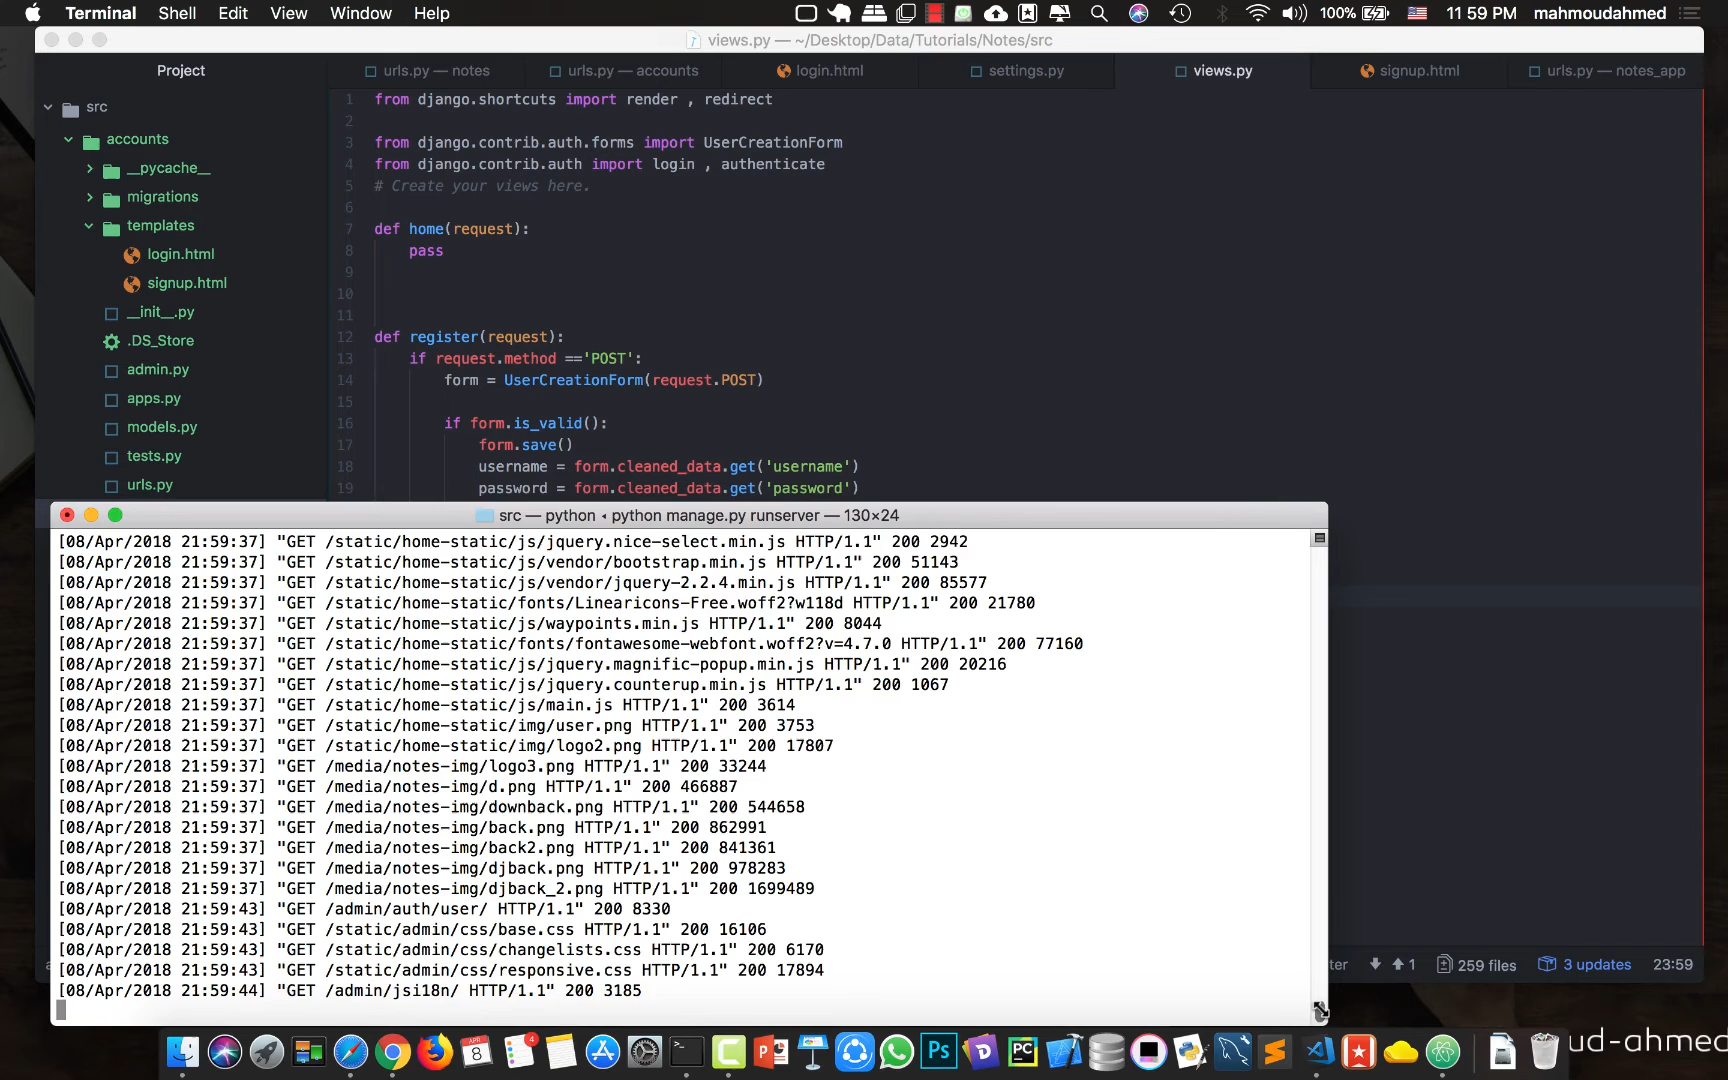 Terminal Shell Edit View Window Help 100% 11 59 PM mahmoudahmed
views.py — ~/Desktop/Data/Tutorials/Notes/src
Project urls.py — notes urls.py — accounts login.html settings.py views.py signup.html urls.py — notes_app
src
accounts
__pycache__
migrations
templates
login.html
signup.html
__init__.py
.DS_Store
admin.py
apps.py
models.py
tests.py
urls.py
1 from django.shortcuts import render , redirect
2
3 from django.contrib.auth.forms import UserCreationForm
4 from django.contrib.auth import login , authenticate
5 # Create your views here.
6
7 def home(request):
8 pass
9
10
11
12 def register(request):
13 if request.method =='POST':
14 form = UserCreationForm(request.POST)
15
16 if form.is_valid():
17 form.save()
18 username = form.cleaned_data.get('username')
19 password = form.cleaned_data.get('password')
src — python ◂ python manage.py runserver — 130×24
[08/Apr/2018 21:59:37] "GET /static/home-static/js/jquery.nice-select.min.js HTTP/1.1" 200 2942
[08/Apr/2018 21:59:37] "GET /static/home-static/js/vendor/bootstrap.min.js HTTP/1.1" 200 51143
[08/Apr/2018 21:59:37] "GET /static/home-static/js/vendor/jquery-2.2.4.min.js HTTP/1.1" 200 85577
[08/Apr/2018 21:59:37] "GET /static/home-static/fonts/Linearicons-Free.woff2?w118d HTTP/1.1" 200 21780
[08/Apr/2018 21:59:37] "GET /static/home-static/js/waypoints.min.js HTTP/1.1" 200 8044
[08/Apr/2018 21:59:37] "GET /static/home-static/fonts/fontawesome-webfont.woff2?v=4.7.0 HTTP/1.1" 200 77160
[08/Apr/2018 21:59:37] "GET /static/home-static/js/jquery.magnific-popup.min.js HTTP/1.1" 200 20216
[08/Apr/2018 21:59:37] "GET /static/home-static/js/jquery.counterup.min.js HTTP/1.1" 200 1067
[08/Apr/2018 21:59:37] "GET /static/home-static/js/main.js HTTP/1.1" 200 3614
[08/Apr/2018 21:59:37] "GET /static/home-static/img/user.png HTTP/1.1" 200 3753
[08/Apr/2018 21:59:37] "GET /static/home-static/img/logo2.png HTTP/1.1" 200 17807
[08/Apr/2018 21:59:37] "GET /media/notes-img/logo3.png HTTP/1.1" 200 33244
[08/Apr/2018 21:59:37] "GET /media/notes-img/d.png HTTP/1.1" 200 466887
[08/Apr/2018 21:59:37] "GET /media/notes-img/downback.png HTTP/1.1" 200 544658
[08/Apr/2018 21:59:37] "GET /media/notes-img/back.png HTTP/1.1" 200 862991
[08/Apr/2018 21:59:37] "GET /media/notes-img/back2.png HTTP/1.1" 200 841361
[08/Apr/2018 21:59:37] "GET /media/notes-img/djback.png HTTP/1.1" 200 978283
[08/Apr/2018 21:59:37] "GET /media/notes-img/djback_2.png HTTP/1.1" 200 1699489
[08/Apr/2018 21:59:43] "GET /admin/auth/user/ HTTP/1.1" 200 8330
[08/Apr/2018 21:59:43] "GET /static/admin/css/base.css HTTP/1.1" 200 16106
[08/Apr/2018 21:59:43] "GET /static/admin/css/changelists.css HTTP/1.1" 200 6170
[08/Apr/2018 21:59:43] "GET /static/admin/css/responsive.css HTTP/1.1" 200 17894
[08/Apr/2018 21:59:44] "GET /admin/jsi18n/ HTTP/1.1" 200 3185
ter 1 259 files 3 updates 23:59
ud-ahmed